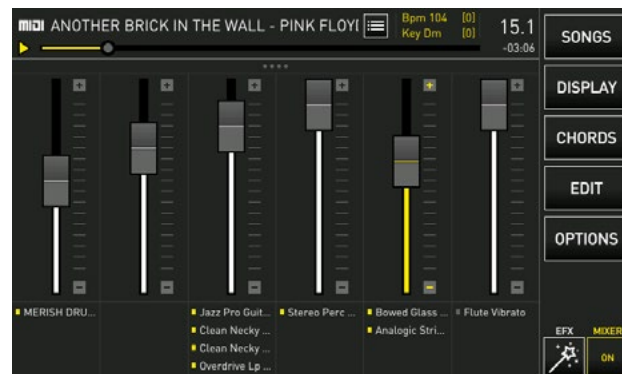 MIDI ANOTHER BRICK IN THE WALL - PINK FLOY
Bpm 104 [0]
Key Dm [0]
15.1
-03:06
SONGS
DISPLAY
CHORDS
EDIT
OPTIONS
MERISH DRU...
Jazz Pro Guit...
Clean Necky ...
Clean Necky ...
Overdrive Lp ...
Stereo Perc ...
Bowed Glass ...
Analogic Stri...
Flute Vibrato
EFX
MIXER
ON